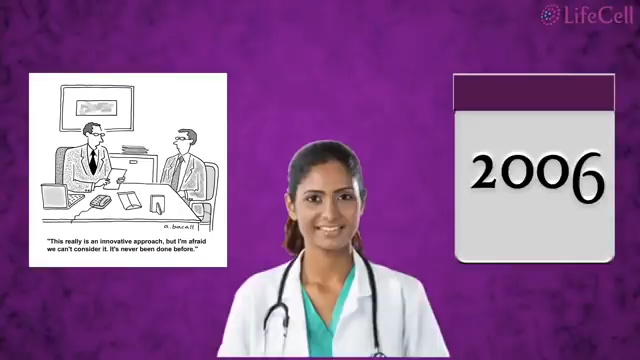 LifeCell
2006
a.bacall
"This really is an innovative approach, but I'm afraid
we can't consider it. It's never been done before."